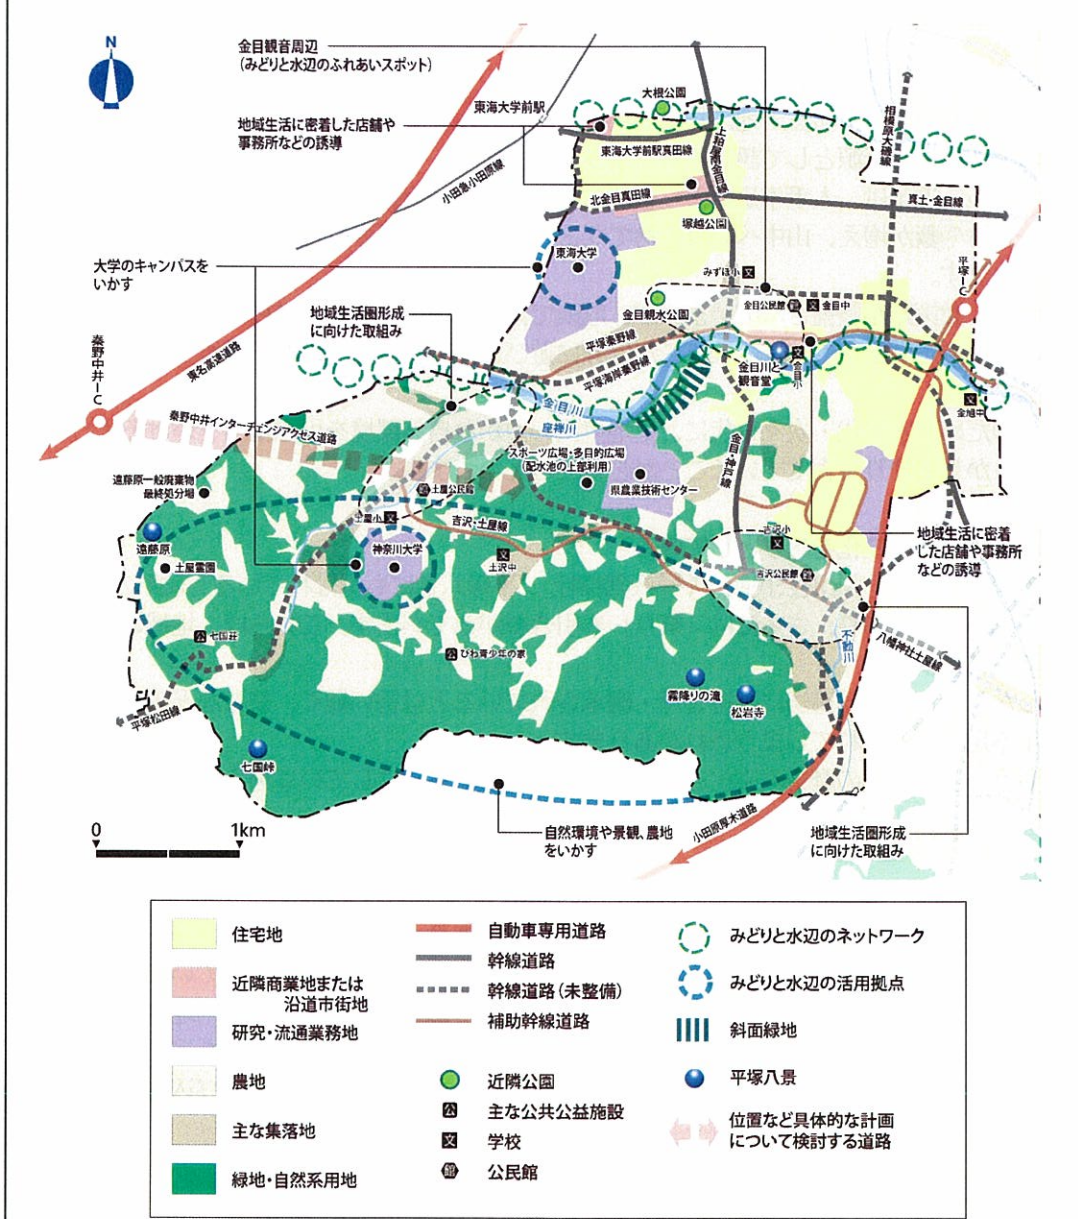 N
金目観音周辺
(みどりと水辺のふれあいスポット)
大根公園
東海大学前駅
地域生活に密着した店舗や
事務所などの誘導
東海大学前駅真田線
上粕屋南金目線
相模原大磯線
小田急小田原線
北金目真田線
真土・金目線
塚越公園
東海大学
大学のキャンパスを
いかす
みずほ小
文
平塚IC
金目公民館
館
文
金目中
地域生活圏形成
に向けた取組み
金目親水公園
秦野中井IC
東名高速道路
平塚秦野線
平塚海岸秦野線
金目川と
観音堂
文
金目小
金目川
座禅川
文
金旭中
秦野中井インターチェンジアクセス道路
金目・神戸線
スポーツ広場・多目的広場
(配水池の上部利用)
遠藤原一般廃棄物
最終処分場
県農業技術センター
館
土屋公民館
土屋小
文
吉沢・土屋線
吉沢小
文
地域生活に密着
した店舗や事務所
などの誘導
遠藤原
神奈川大学
文
土沢中
土屋霊園
吉沢公民館
館
公
七国荘
公
びわ青少年の家
不動川
八幡神社土屋線
霧降りの滝
松岩寺
平塚松田線
七国峠
0
1km
自然環境や景観、農地
をいかす
小田原厚木道路
地域生活圏形成
に向けた取組み
住宅地
近隣商業地または
沿道市街地
研究・流通業務地
農地
主な集落地
緑地・自然系用地
自動車専用道路
幹線道路
幹線道路(未整備)
補助幹線道路
近隣公園
公
主な公共公益施設
文
学校
館
公民館
みどりと水辺のネットワーク
みどりと水辺の活用拠点
斜面緑地
平塚八景
位置など具体的な計画
について検討する道路